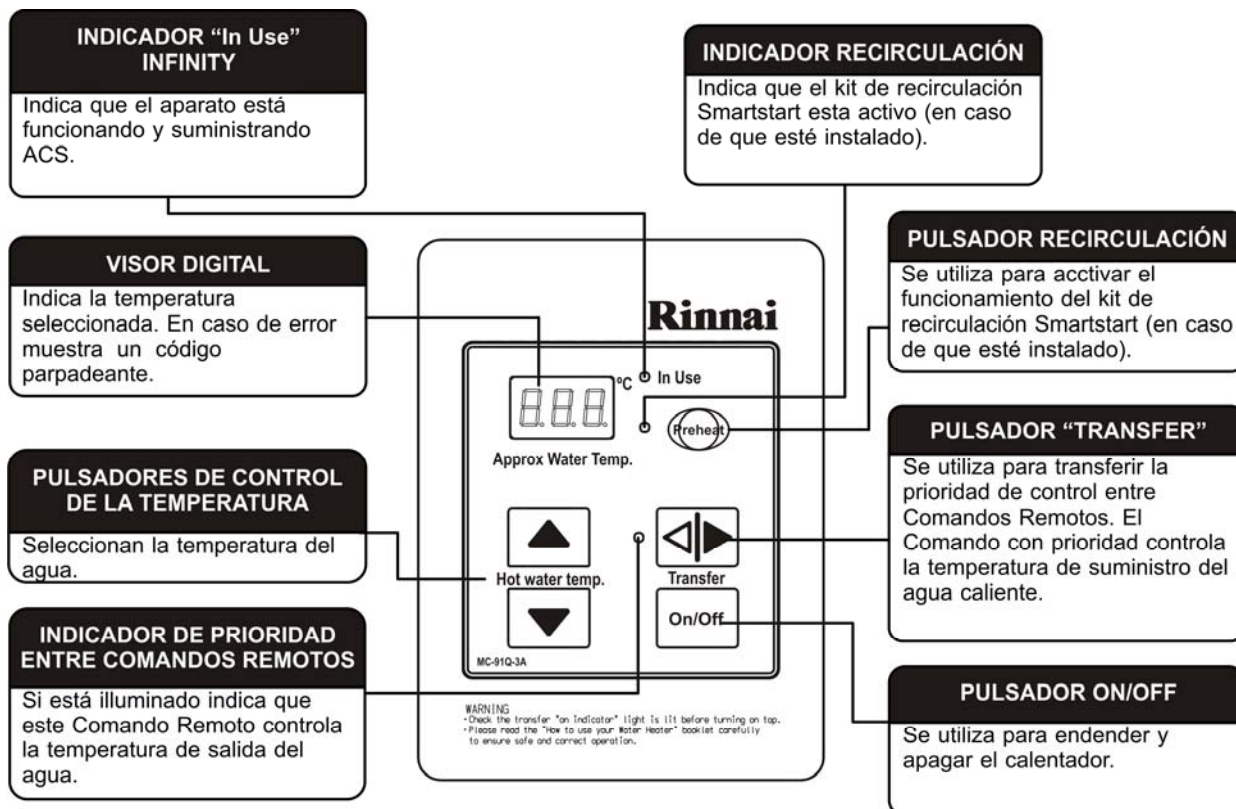 INDICADOR “In Use”
INFINITY
Indica que el aparato está
funcionando y suministrando
ACS.
INDICADOR RECIRCULACIÓN
Indica que el kit de recirculación
Smartstart esta activo (en caso
de que esté instalado).
VISOR DIGITAL
Indica la temperatura
seleccionada. En caso de error
muestra un código
parpadeante.
PULSADOR RECIRCULACIÓN
Se utiliza para acctivar el
funcionamiento del kit de
recirculación Smartstart (en caso
de que esté instalado).
PULSADORES DE CONTROL
DE LA TEMPERATURA
Seleccionan la temperatura del
agua.
PULSADOR “TRANSFER”
Se utiliza para transferir la
prioridad de control entre
Comandos Remotos. El
Comando con prioridad controla
la temperatura de suministro del
agua caliente.
INDICADOR DE PRIORIDAD
ENTRE COMANDOS REMOTOS
Si está illuminado indica que
este Comando Remoto controla
la temperatura de salida del
agua.
PULSADOR ON/OFF
Se utiliza para endender y
apagar el calentador.
Rinnai
8.8.8. ºC In Use
Preheat
Approx Water Temp.
Hot water temp.
Transfer
On/Off
MC-91Q-3A
WARNING
・Check the transfer "on indicator" light is lit before turning on tap.
・Please read the "How to use your Water Heater" booklet carefully
to ensure safe and correct operation.